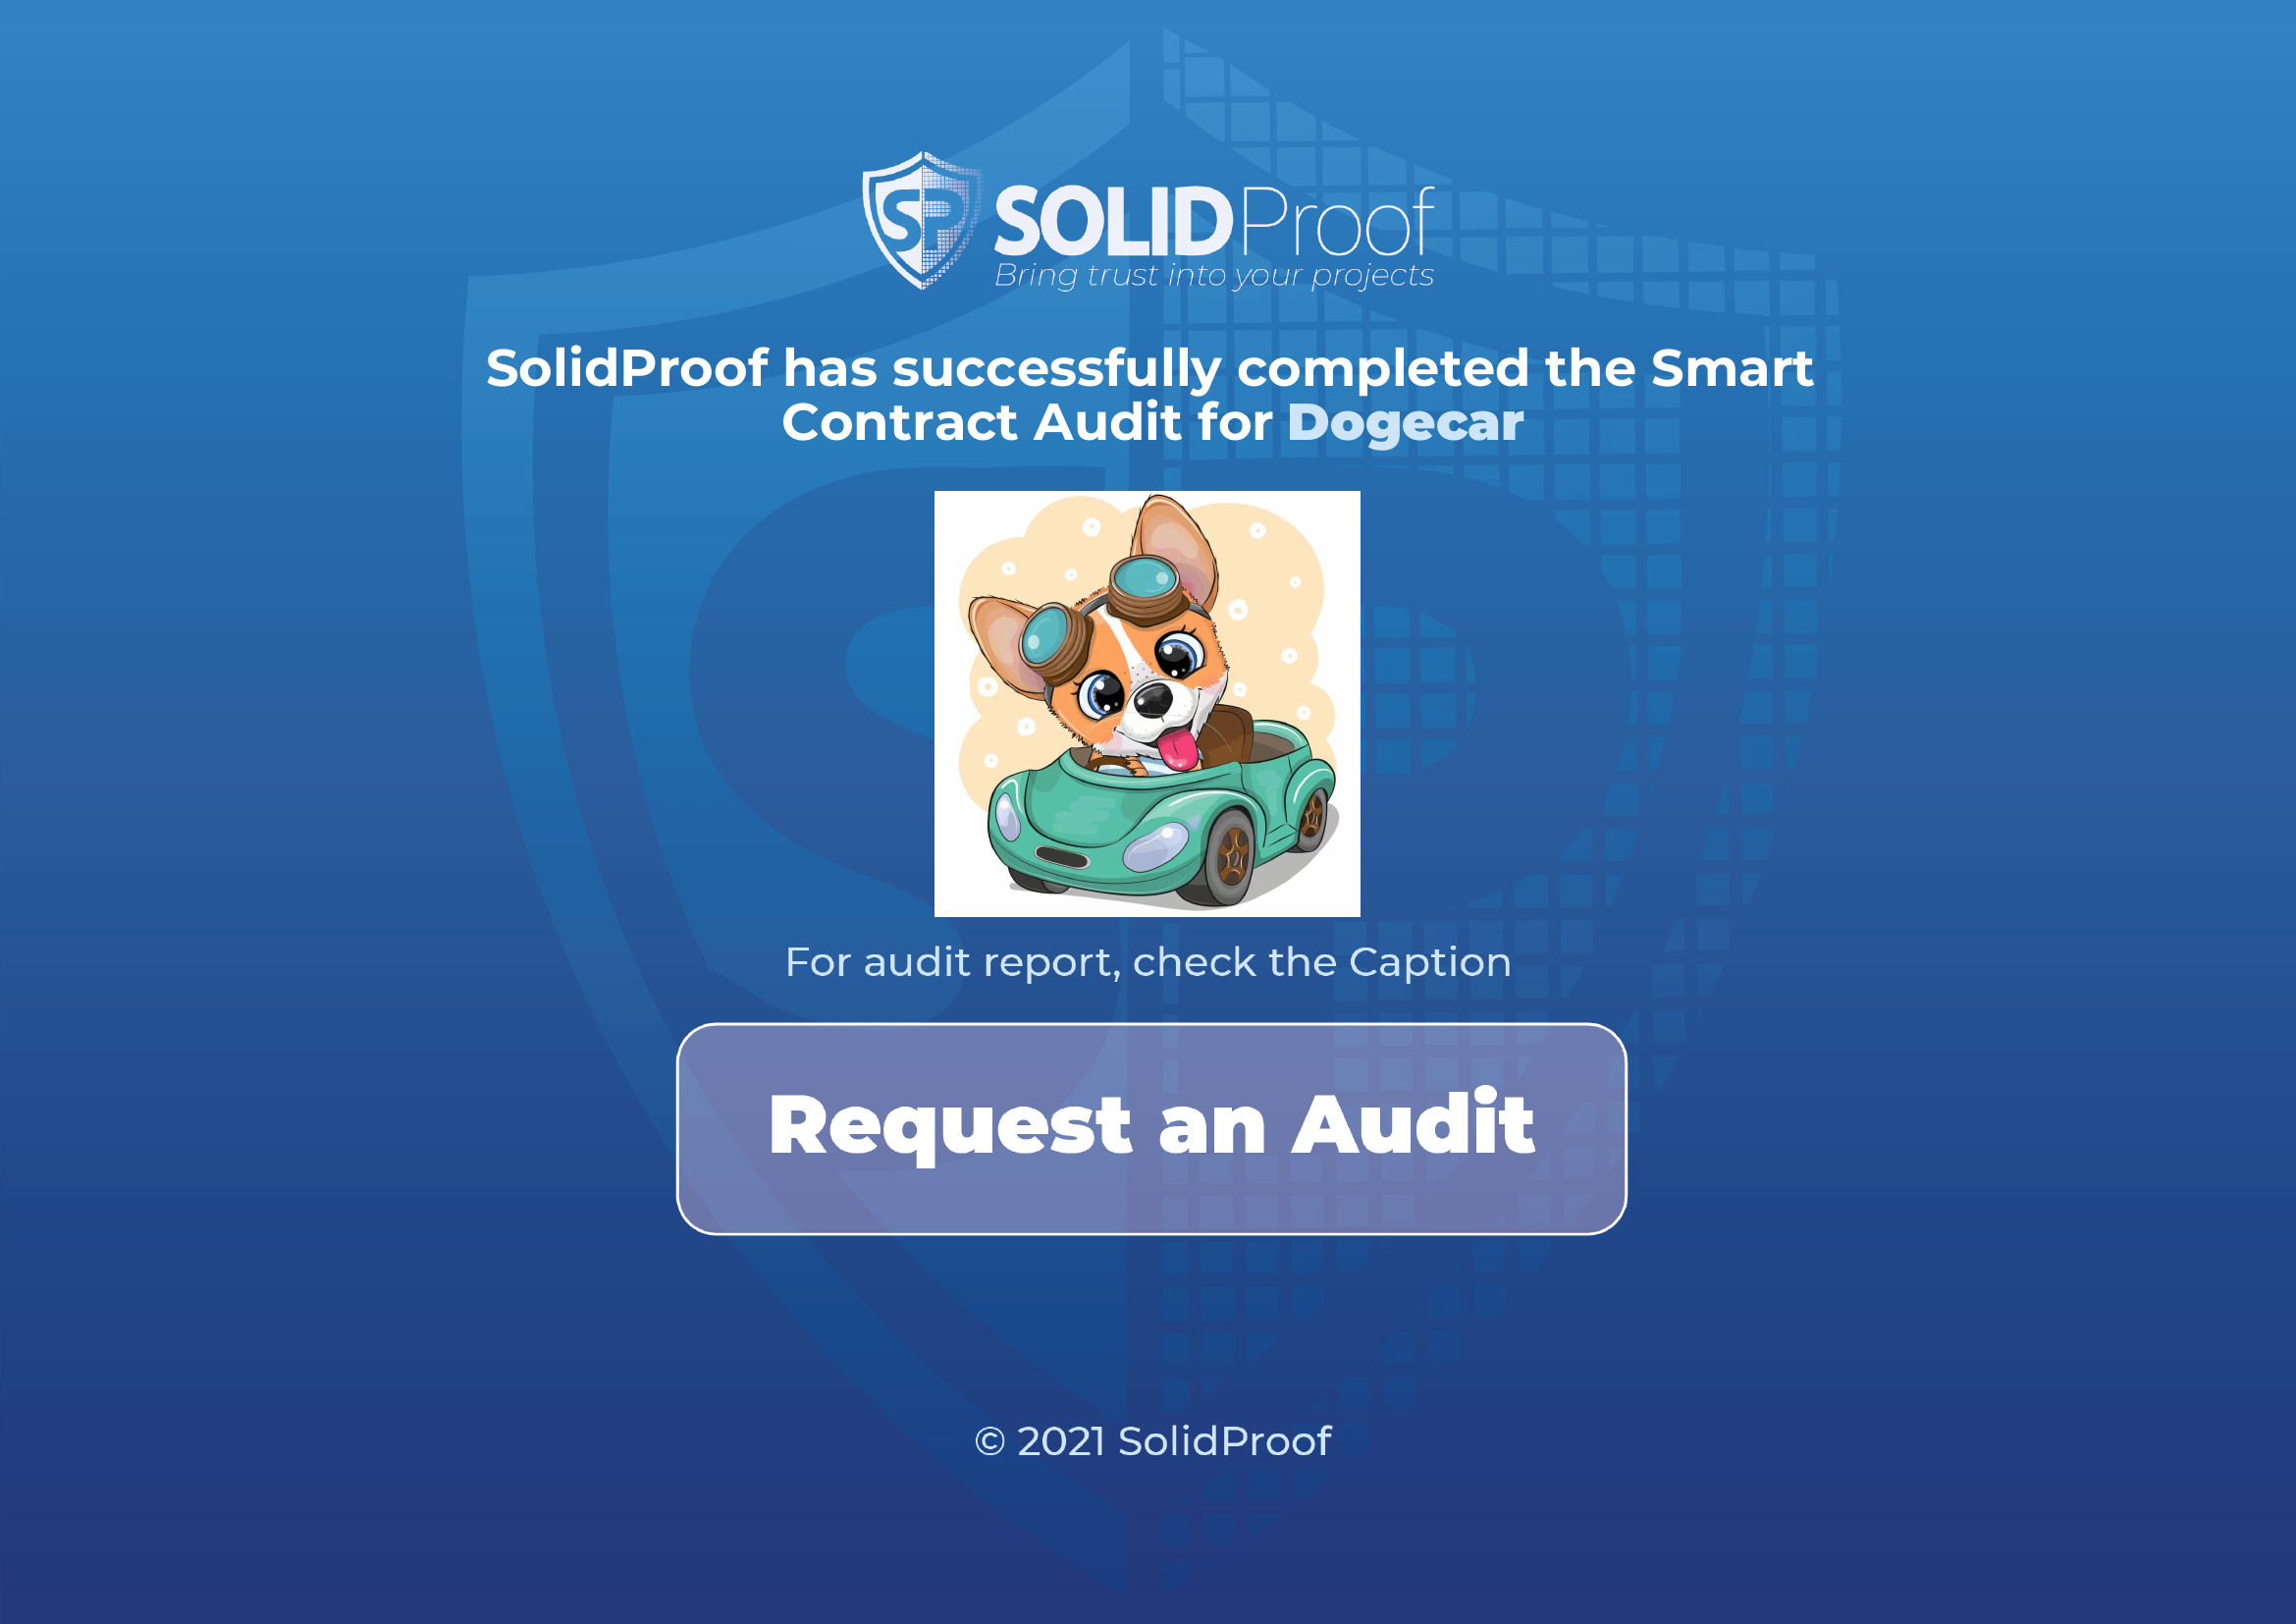 SP SOLIDProof
Bring trust into your projects
SolidProof has successfully completed the Smart
Contract Audit for Dogecar
For audit report, check the Caption
Request an Audit
© 2021 SolidProof